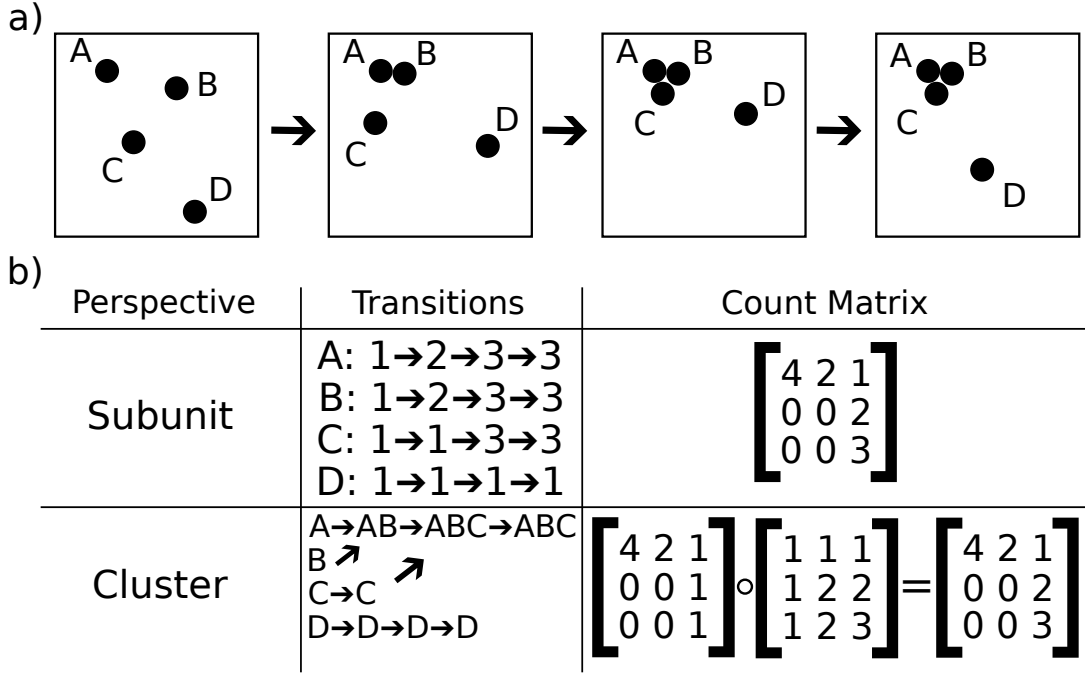 a)
A B C D
A B C D
A B C D
A B C D
b)
Perspective Transitions Count Matrix
Subunit
A: 1➔2➔3➔3
B: 1➔2➔3➔3
C: 1➔1➔3➔3
D: 1➔1➔1➔1
4 2 1
0 0 2
0 0 3
Cluster
A➔AB➔ABC➔ABC
B
C➔C
D➔D➔D➔D
4 2 1 1 1 1 4 2 1
0 0 1 ∘ 1 2 2 = 0 0 2
0 0 1 1 2 3 0 0 3